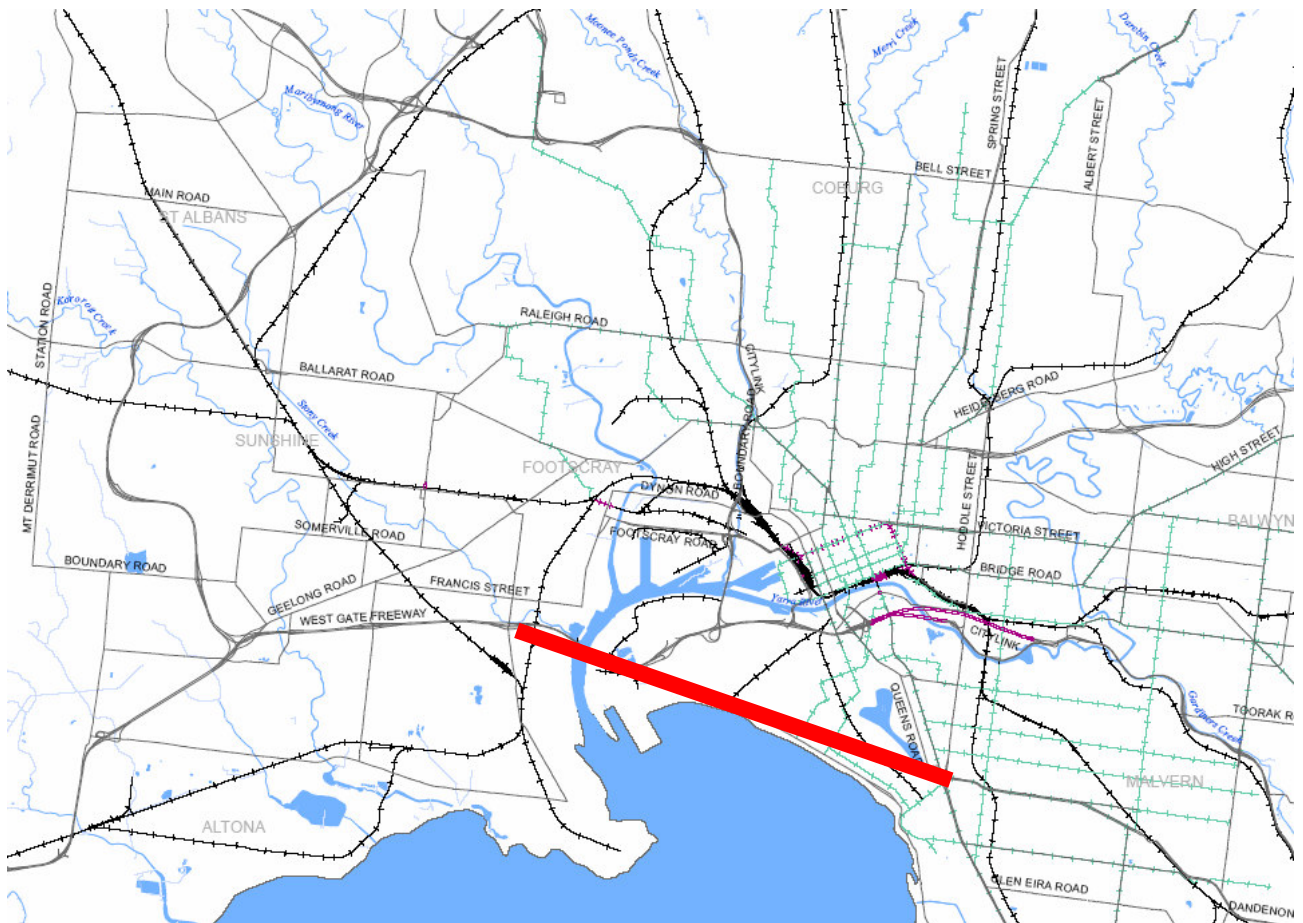 Moonee Ponds Creek
Merri Creek
Darebin Creek
Maribyrnong River
SPRING STREET
ALBERT STREET
BELL STREET
COBURG
MAIN ROAD
ST ALBANS
Kororoit Creek
STATION ROAD
RALEIGH ROAD
CITYLINK
BALLARAT ROAD
HEIDELBERG ROAD
Stony Creek
BOUNDARY ROAD
SUNSHINE
HIGH STREET
FOOTSCRAY
MT DERRIMUT ROAD
DYNON ROAD
HODDLE STREET
BALWYN
SOMERVILLE ROAD
FOOTSCRAY ROAD
VICTORIA STREET
BOUNDARY ROAD
BRIDGE ROAD
FRANCIS STREET
GEELONG ROAD
Yarra River
WEST GATE FREEWAY
CITYLINK
QUEENS ROAD
Gardiners Creek
TOORAK RO
MALVERN
ALTONA
GLEN EIRA ROAD
DANDENON